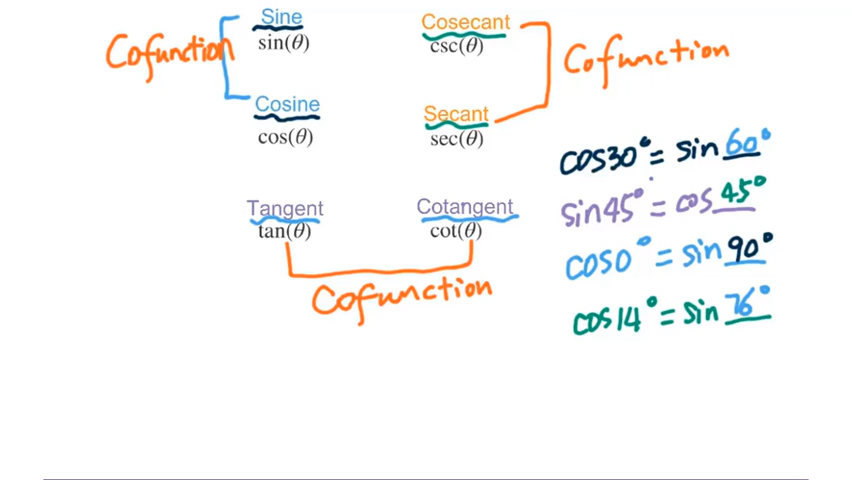 Sine
sin(θ)
Cofunction
Cosine
cos(θ)
Cosecant
csc(θ)
Cofunction
Secant
sec(θ)
Tangent
tan(θ)
Cotangent
cot(θ)
Cofunction
cos30° = sin 60°
sin45° = cos 45°
cos0° = sin 90°
cos14° = sin 76°